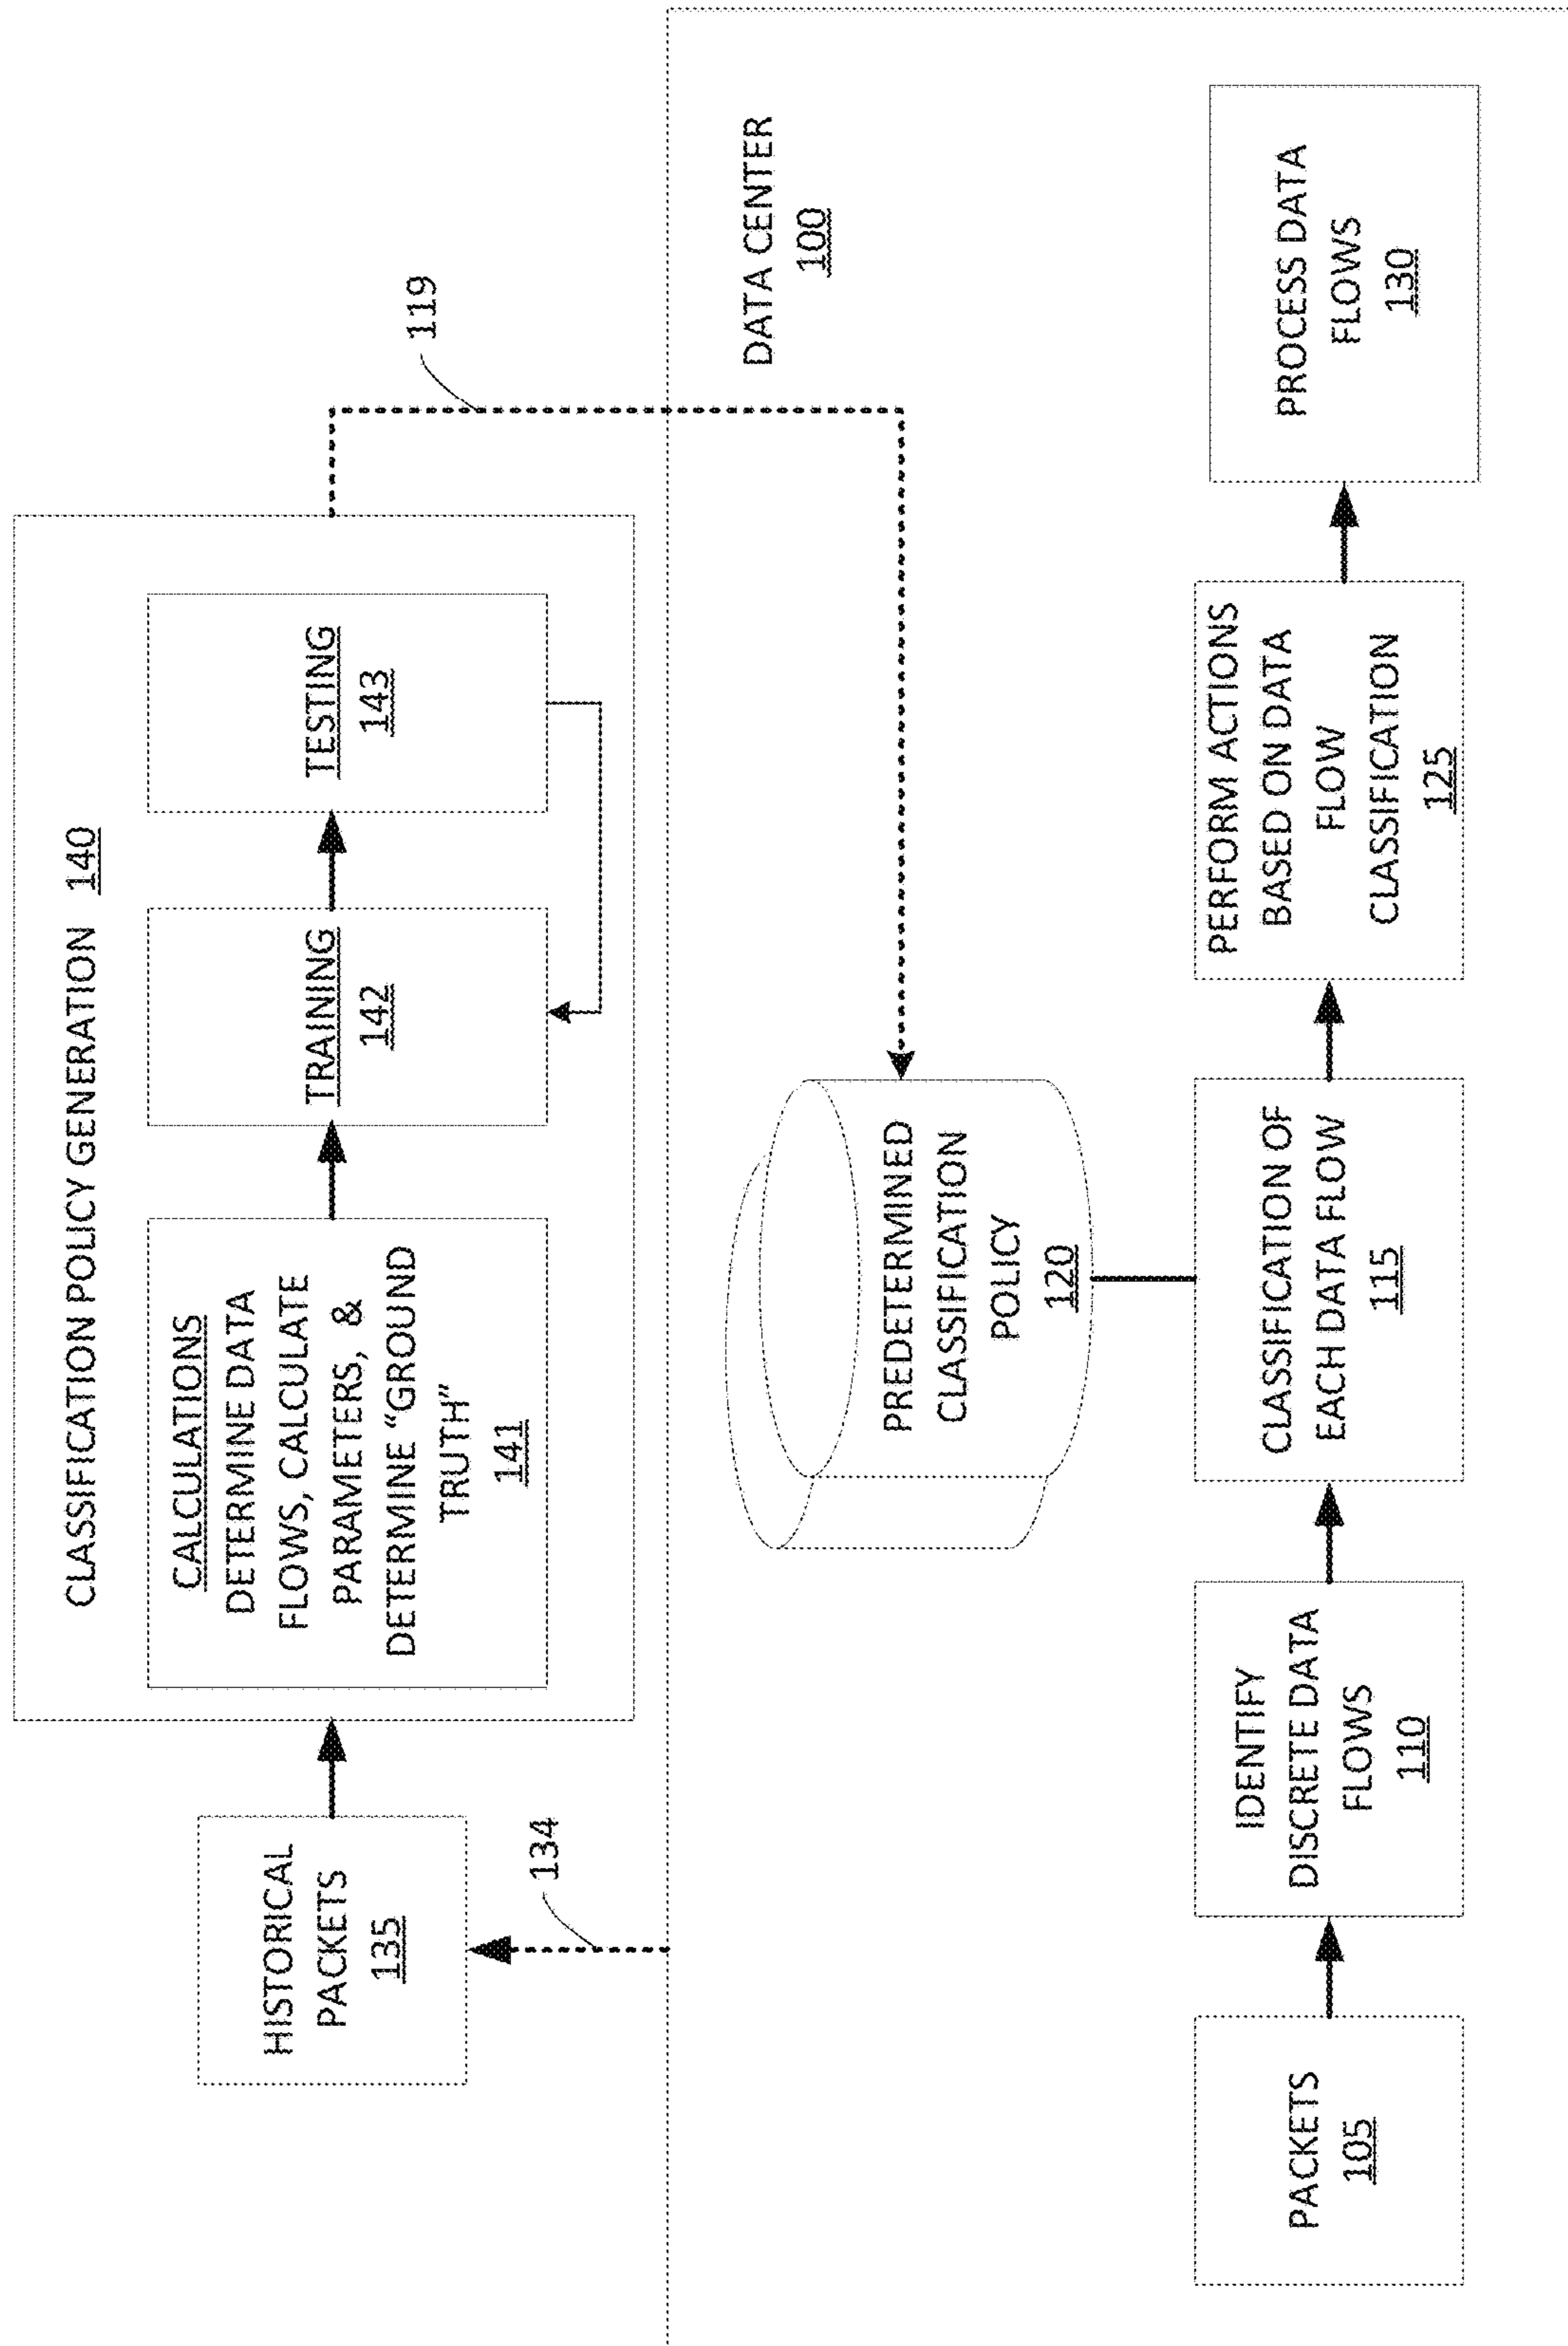 CLASSIFICATION POLICY GENERATION 140
HISTORICAL
PACKETS
135
CALCULATIONS
DETERMINE DATA
FLOWS, CALCULATE
PARAMETERS, &
DETERMINE “GROUND
TRUTH”
141
TRAINING
142
TESTING
143
134
119
DATA CENTER
100
PREDETERMINED
CLASSIFICATION
POLICY
120
PACKETS
105
IDENTIFY
DISCRETE DATA
FLOWS
110
CLASSIFICATION OF
EACH DATA FLOW
115
PERFORM ACTIONS
BASED ON DATA
FLOW
CLASSIFICATION
125
PROCESS DATA
FLOWS
130